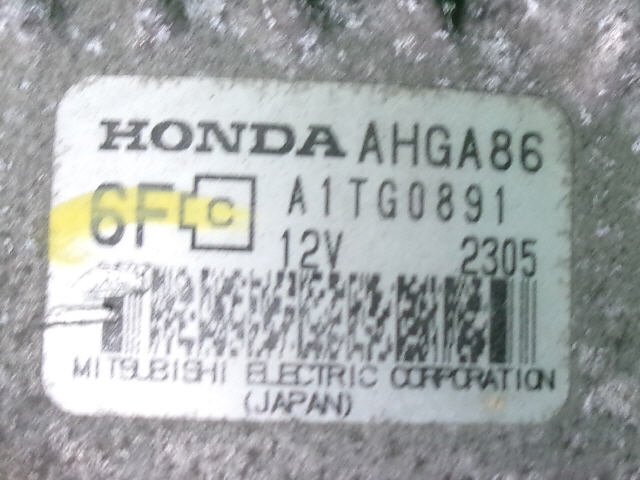 HONDA AHGA86
6F C A1TG0891
12V 2305
MITSUBISHI ELECTRIC CORPORATION
(JAPAN)